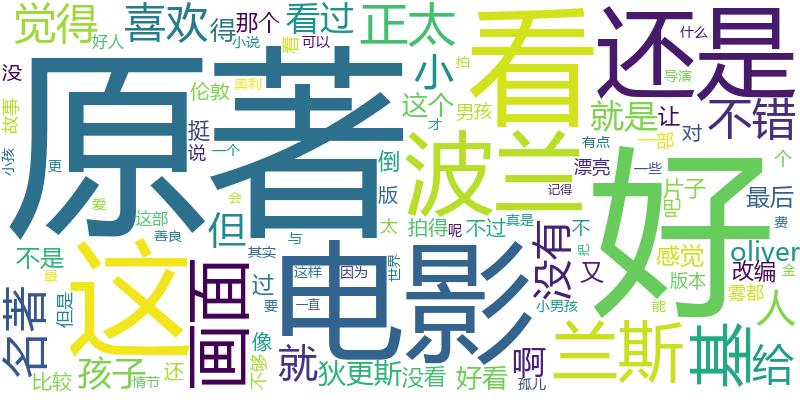 觉得
喜欢
得
那个
看过
正太
看
还是
好人
小说
看
可以
拍
什么
没
原著
小
奥利
导演
伦敦
这个
男孩
就是
让
不错
故事
挺
才
说
一个
倒
波兰
有点
一部
对
小孩
更
漂亮
一些
个
好
爱
会
版
记得
片子
最后
这部
但
太
拍得
呢
不过
真是
没有
不
费
善良
与
把
不是
其实
世界
感觉
oliver
这
画面
过
这样
因为
电影
又
版本
改编
金
最
名著
但是
要
一直
小男孩
能
雾都
人
像
兰斯
基
给
就
啊
比较
孩子
还
不够
狄更斯
没看
好看
情节
孤儿